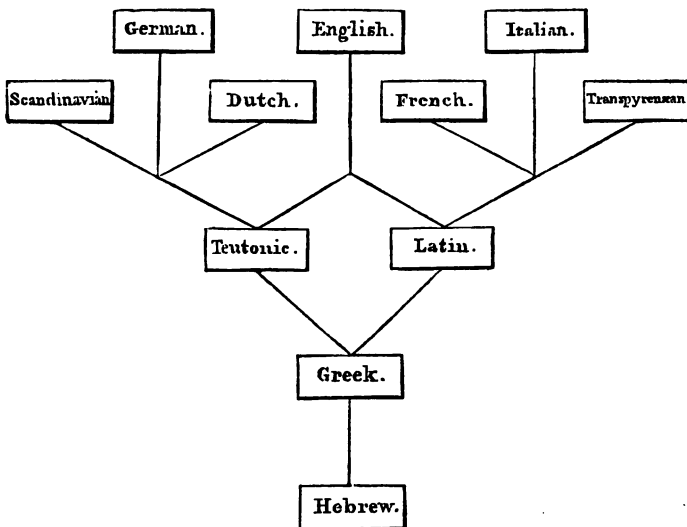 German.
English.
Italian.
Scandinavian
Dutch.
French.
Transpyrenæan
Teutonic.
Latin.
Greek.
Hebrew.